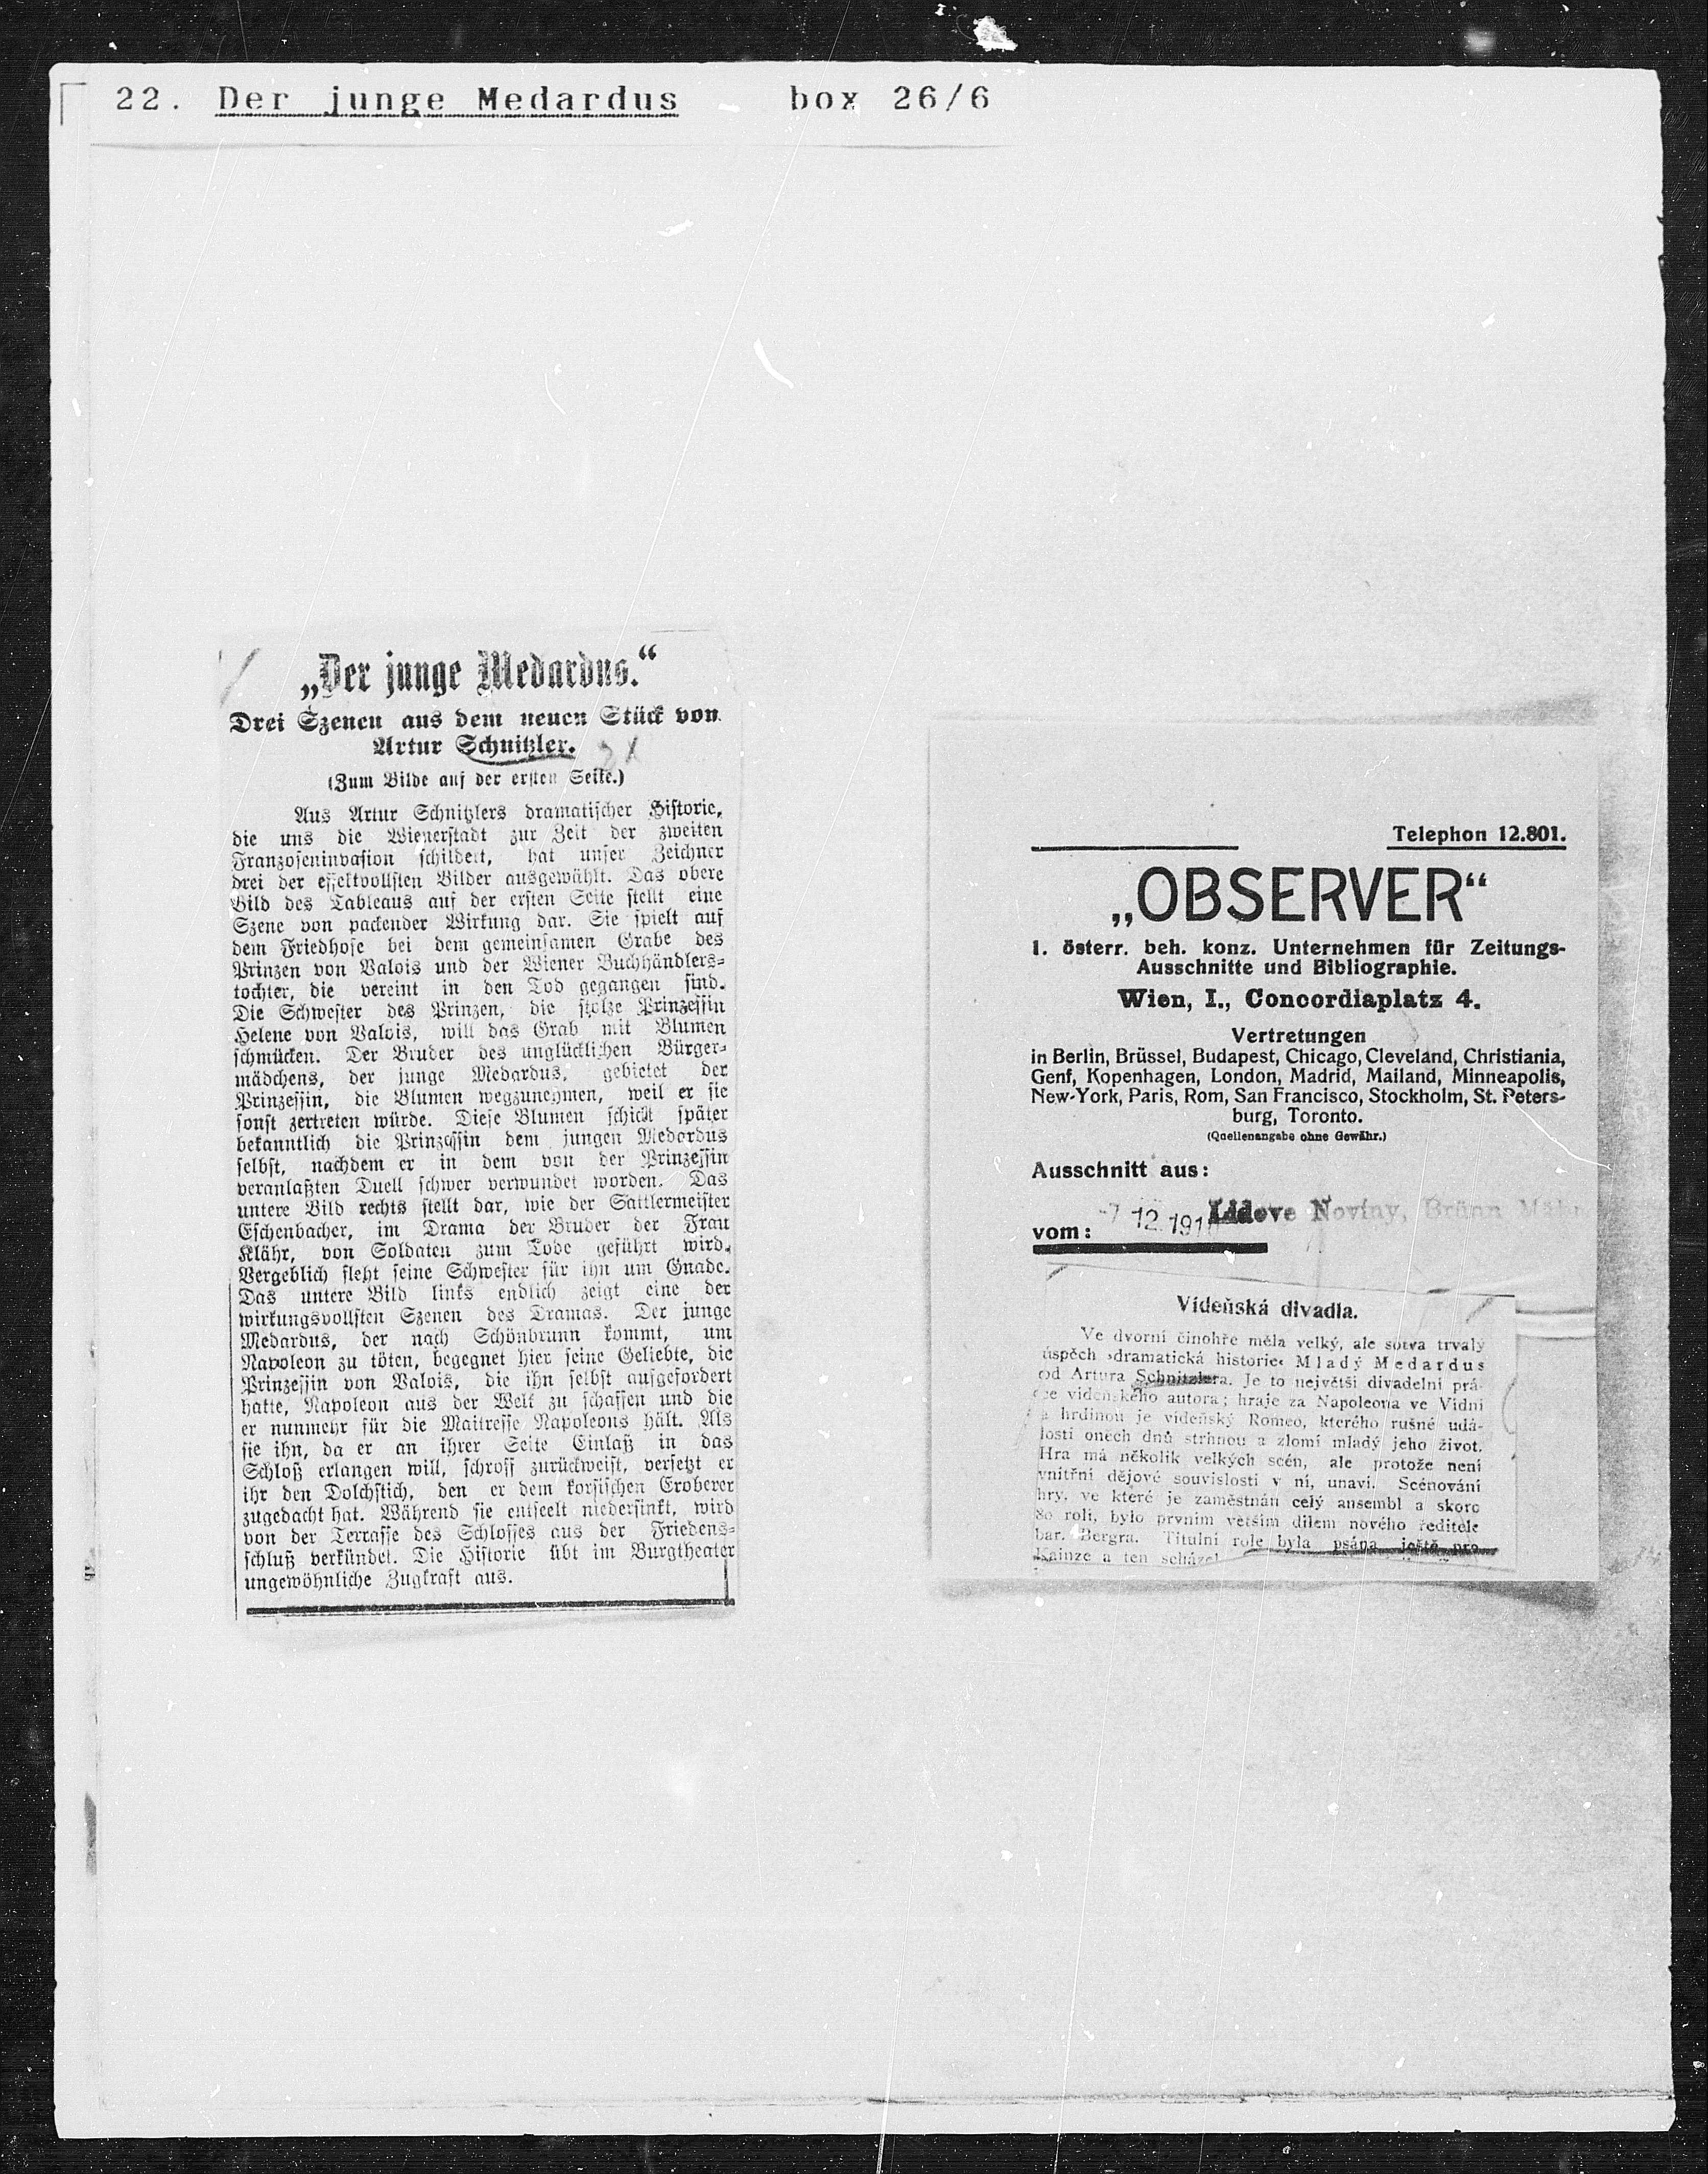 22. Der junge Medardus box 26/6
„Der junge Medardus.“
Drei Szenen aus dem neuen Stück von
Artur Schnitzler.
(Zum Bilde auf der ersten Seite.)
Aus Artur Schnitzlers dramatischer Historie,
die uns die Wienerstadt zur Zeit der zweiten
Franzoseninvasion schildert, hat unser Zeichner
drei der effektvollsten Bilder ausgewählt. Das obere
Bild des Tableaus auf der ersten Seite stellt eine
Szene von packender Wirkung dar. Sie spielt auf
dem Friedhofe bei dem gemeinsamen Grabe des
Prinzen von Valois und der Wiener Buchhändlers-
tochter, die vereint in den Tod gegangen sind.
Die Schwester des Prinzen, die stolze Prinzessin
Helene von Valois, will das Grab mit Blumen
schmücken. Der Bruder des unglücklichen Bürger-
mädchens, der junge Medardus, gebietet der
Prinzessin, die Blumen wegzunehmen, weil er sie
sonst zertreten würde. Diese Blumen schickt später
bekanntlich die Prinzessin dem jungen Medardus
selbst, nachdem er in dem von der Prinzessin
veranlaßten Duell schwer verwundet worden. Das
untere Bild rechts stellt dar, wie der Sattlermeister
Eschenbacher, im Drama der Bruder der Frau
Klähr, von Soldaten zum Tode geführt wird.
Vergeblich fleht seine Schwester für ihn um Gnade.
Das untere Bild links endlich zeigt eine der
wirkungsvollsten Szenen des Dramas. Der junge
Medardus, der nach Schönbrunn kommt, um
Napoleon zu töten, begegnet hier seine Geliebte, die
Prinzessin von Valois, die ihn selbst aufgefordert
hatte, Napoleon aus der Welt zu schaffen und die
er nunmehr für die Maitresse Napoleons hält. Als
sie ihn, da er an ihrer Seite Einlaß in das
Schloß erlangen will, schroff zurückweist, versetzt er
ihr den Dolchstich, den er dem korsischen Eroberer
zugedacht hat. Während sie entseelt niedersinkt, wird
von der Terrasse des Schlosses aus der Friedens-
schluß verkündet. Die Historie übt im Burgtheater
ungewöhnliche Zugkraft aus.
Telephon 12.801.
„OBSERVER“
1. österr. beh. konz. Unternehmen für Zeitungs-
Ausschnitte und Bibliographie.
Wien, I., Concordiaplatz 4.
Vertretungen
in Berlin, Brüssel, Budapest, Chicago, Cleveland, Christiania,
Genf, Kopenhagen, London, Madrid, Mailand, Minneapolis,
New-York, Paris, Rom, San Francisco, Stockholm, St. Peters-
burg, Toronto.
(Quellenangabe ohne Gewähr.)
Ausschnitt aus:
Lidove Noviny, Brünn
vom: -7 12.191
Vídeňská divadla.
Ve dvorní činohře měla velký, ale sotva trvalý
úspěch »dramatická historie« Mladý Medardus
od Artura Schnitzlera. Je to největší divadelní prá-
ce vídeňského autora; hraje za Napoleona ve Vídni
a hrdinou je vídeňský Romeo, kterého rušné udá-
losti oněch dnů strhnou a zlomí mladý jeho život.
Hra má několik velkých scén, ale protože není
vnitřní dějové souvislosti v ní, unaví. Scénování
hry, ve které je zaměstnán celý ansembl a skoro
80 rolí, bylo prvním větším dílem nového ředitele
bar. Bergra. Titulní role byla psána ještě pro
Kainze a ten scházel